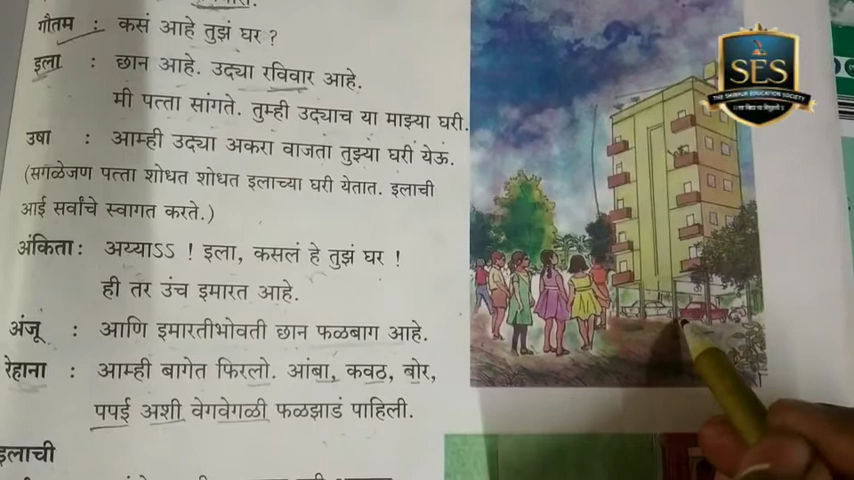 गौतम : कसं आहे तुझं घर ?
इला : छान आहे. उद्या रविवार आहे.
मी पत्ता सांगते. तुम्ही उद्याच या माझ्या घरी.
उषा : आम्ही उद्या अकरा वाजता तुझ्या घरी येऊ.
(सगळेजण पत्ता शोधत शोधत इलाच्या घरी येतात. इलाची
आई सर्वांचे स्वागत करते.)
अंकिता : अय्याऽऽ ! इला, कसलं हे तुझं घर !
ही तर उंच इमारत आहे.
अंजू : आणि इमारतीभोवती छान फळबाग आहे.
रेहाना : आम्ही बागेत फिरलो. आंबा, कवठ, बोर,
पपई अशी वेगवेगळी फळझाडं पाहिली.
इलाची
SES
THE SHIRPUR EDUCATION SOCIETY